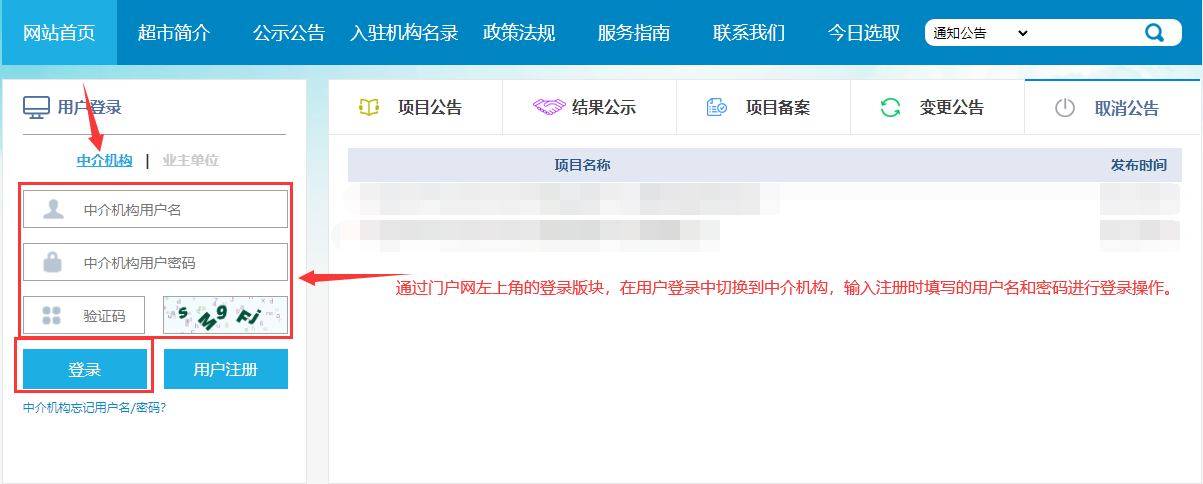 网站首页 超市简介 公示公告 入驻机构名录 政策法规 服务指南 联系我们 今日选取 通知公告
用户登录
项目公告 结果公示 项目备案 变更公告 取消公告
中介机构 | 业主单位
项目名称 发布时间
中介机构用户名
中介机构用户密码
通过门户网左上角的登录版块，在用户登录中切换到中介机构，输入注册时填写的用户名和密码进行登录操作。
验证码 sM9Fj
登录 用户注册
中介机构忘记用户名/密码?